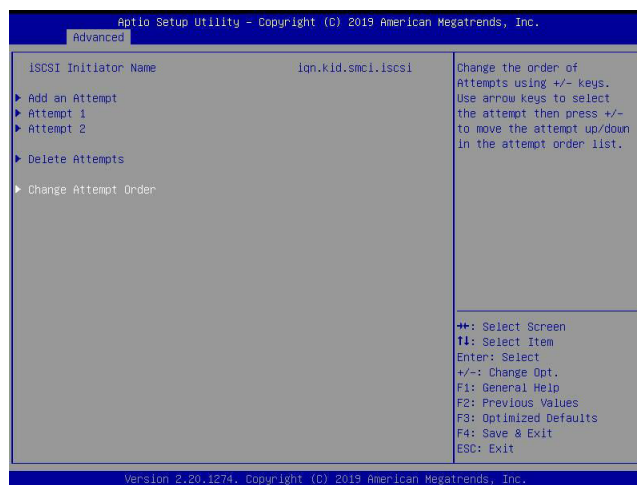 Aptio Setup Utility – Copyright (C) 2019 American Megatrends, Inc.
Advanced
iSCSI Initiator Name iqn.kid.smci.iscsi
Add an Attempt
Attempt 1
Attempt 2
Delete Attempts
Change Attempt Order
Change the order of
Attempts using +/- keys.
Use arrow keys to select
the attempt then press +/-
to move the attempt up/down
in the attempt order list.
→←: Select Screen
↑↓: Select Item
Enter: Select
+/-: Change Opt.
F1: General Help
F2: Previous Values
F3: Optimized Defaults
F4: Save & Exit
ESC: Exit
Version 2.20.1274. Copyright (C) 2019 American Megatrends, Inc.